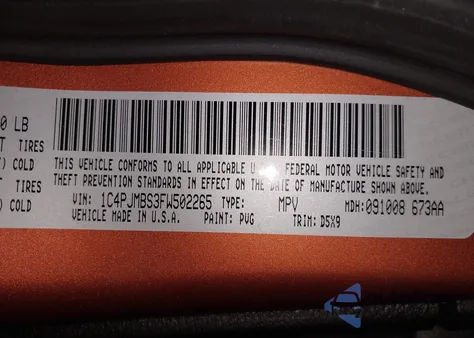 0 LB
TIRES
) COLD
TIRES
) COLD
THIS VEHICLE CONFORMS TO ALL APPLICABLE U FEDERAL MOTOR VEHICLE SAFETY AND
THEFT PREVENTION STANDARDS IN EFFECT ON THE DATE OF MANUFACTURE SHOWN ABOVE.
VIN: 1C4PJMBS3FW502265 TYPE: MPV MDH:091008 673AA
VEHICLE MADE IN U.S.A. PAINT: PVG TRIM: D5X9